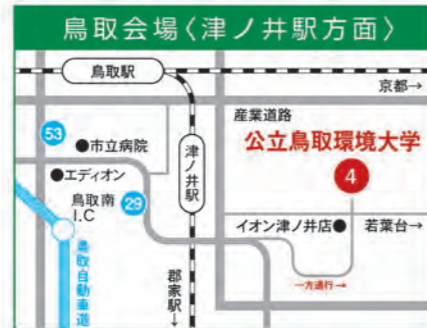 鳥取会場〈津ノ井駅方面〉
鳥取駅
京都→
産業道路
公立鳥取環境大学
4
53
●市立病院
●エディオン
鳥取南
I.C
29
津ノ井駅
イオン津ノ井店●
若葉台→
一方通行→
鳥取自動車道
郡家駅↓